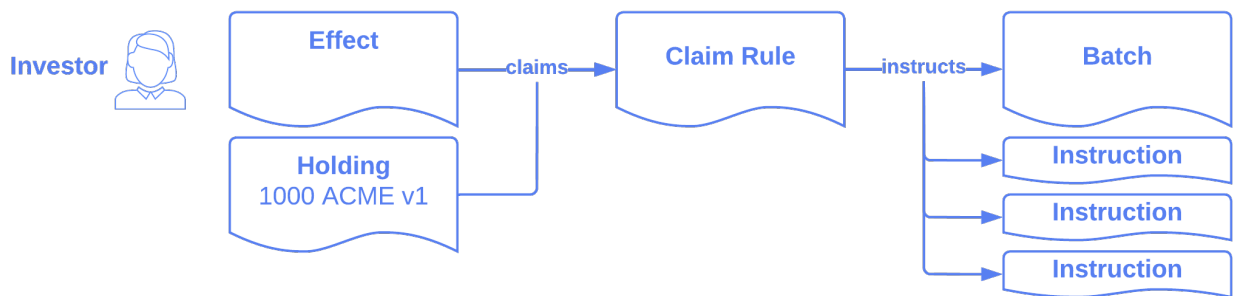 Investor
Effect
claims
Claim Rule
instructs
Batch
Holding
1000 ACME v1
Instruction
Instruction
Instruction